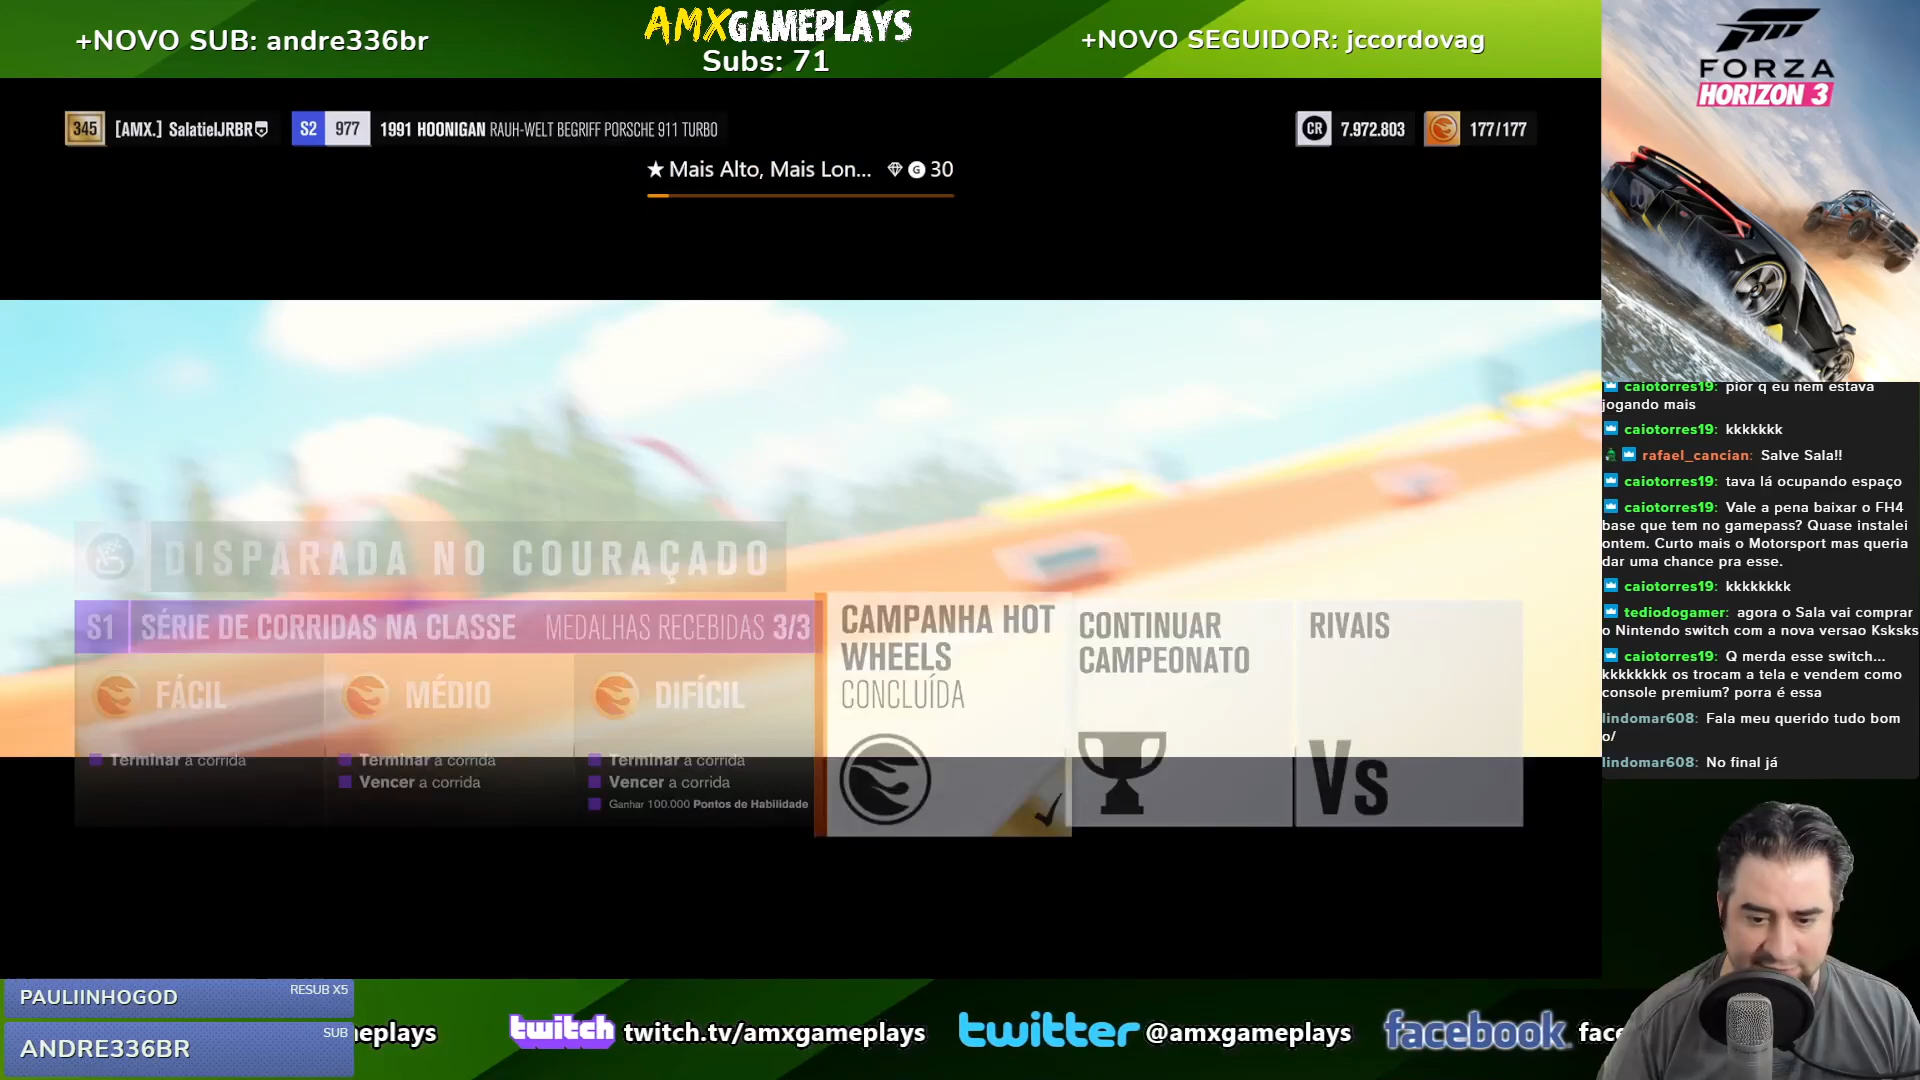 +NOVO SUB: andre336br
AMXGAMEPLAYS
Subs: 71
+NOVO SEGUIDOR: jccordovag
FORZA
HORIZON 3
345 [AMX.] SalatielJRBR S2 977 1991 HOONIGAN RAUH-WELT BEGRIFF PORSCHE 911 TURBO
CR 7.972.803 177/177
★ Mais Alto, Mais Lon... G 30
DISPARADA NO COURAÇADO
S1 SÉRIE DE CORRIDAS NA CLASSE MEDALHAS RECEBIDAS 3/3
FÁCIL
Terminar a corrida
MÉDIO
Terminar a corrida
Vencer a corrida
DIFÍCIL
Terminar a corrida
Vencer a corrida
Ganhar 100.000 Pontos de Habilidade
CAMPANHA HOT
WHEELS
CONCLUÍDA
CONTINUAR
CAMPEONATO
RIVAIS
Vs
caiotorres19: pior q eu nem estava
jogando mais
caiotorres19: kkkkkkk
rafael_cancian: Salve Sala!!
caiotorres19: tava lá ocupando espaço
caiotorres19: Vale a pena baixar o FH4
base que tem no gamepass? Quase instalei
ontem. Curto mais o Motorsport mas queria
dar uma chance pra esse.
caiotorres19: kkkkkkkk
tediodogamer: agora o Sala vai comprar
o Nintendo switch com a nova versao Ksksks
caiotorres19: Q merda esse switch...
kkkkkkkk os trocam a tela e vendem como
console premium? porra é essa
lindomar608: Fala meu querido tudo bom
o/
lindomar608: No final já
PAULIINHOGOD RESUB X5
ANDRE336BR SUB
eplays
twitch twitch.tv/amxgameplays
twitter @amxgameplays
facebook face